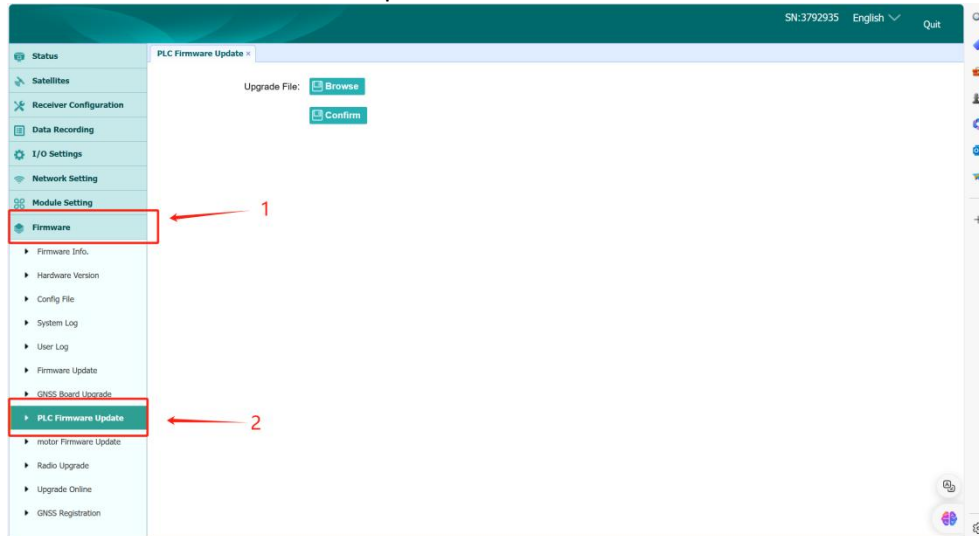 SN:3792935 English Quit
Status
PLC Firmware Update ×
Satellites
Upgrade File: Browse
Receiver Configuration
Confirm
Data Recording
I/O Settings
Network Setting
Module Setting
1
Firmware
Firmware Info.
Hardware Version
Config File
System Log
User Log
Firmware Update
GNSS Board Upgrade
PLC Firmware Update
2
motor Firmware Update
Radio Upgrade
Upgrade Online
GNSS Registration